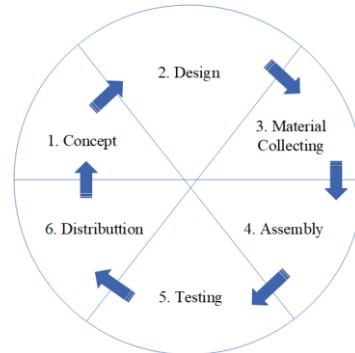 1. Concept
2. Design
3. Material
Collecting
4. Assembly
5. Testing
6. Distributtion